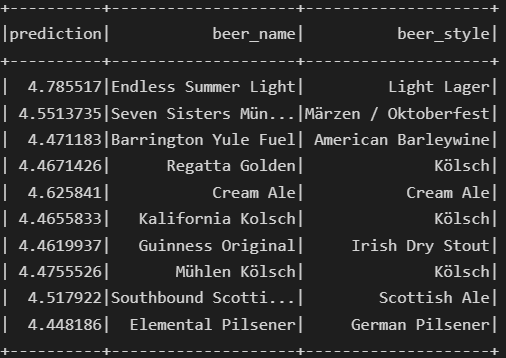 +----------+--------------------+--------------------+
|prediction|           beer_name|          beer_style|
+----------+--------------------+--------------------+
|  4.785517|Endless Summer Light|         Light Lager|
| 4.5513735|Seven Sisters Mün...|Märzen / Oktoberfest|
|  4.471183|Barrington Yule Fuel| American Barleywine|
| 4.4671426|      Regatta Golden|              Kölsch|
|  4.625841|           Cream Ale|           Cream Ale|
| 4.4655833|   Kalifornia Kolsch|              Kölsch|
| 4.4619937|   Guinness Original|     Irish Dry Stout|
| 4.4755526|       Mühlen Kölsch|              Kölsch|
|  4.517922|Southbound Scotti...|        Scottish Ale|
|  4.448186|  Elemental Pilsener|     German Pilsener|
+----------+--------------------+--------------------+